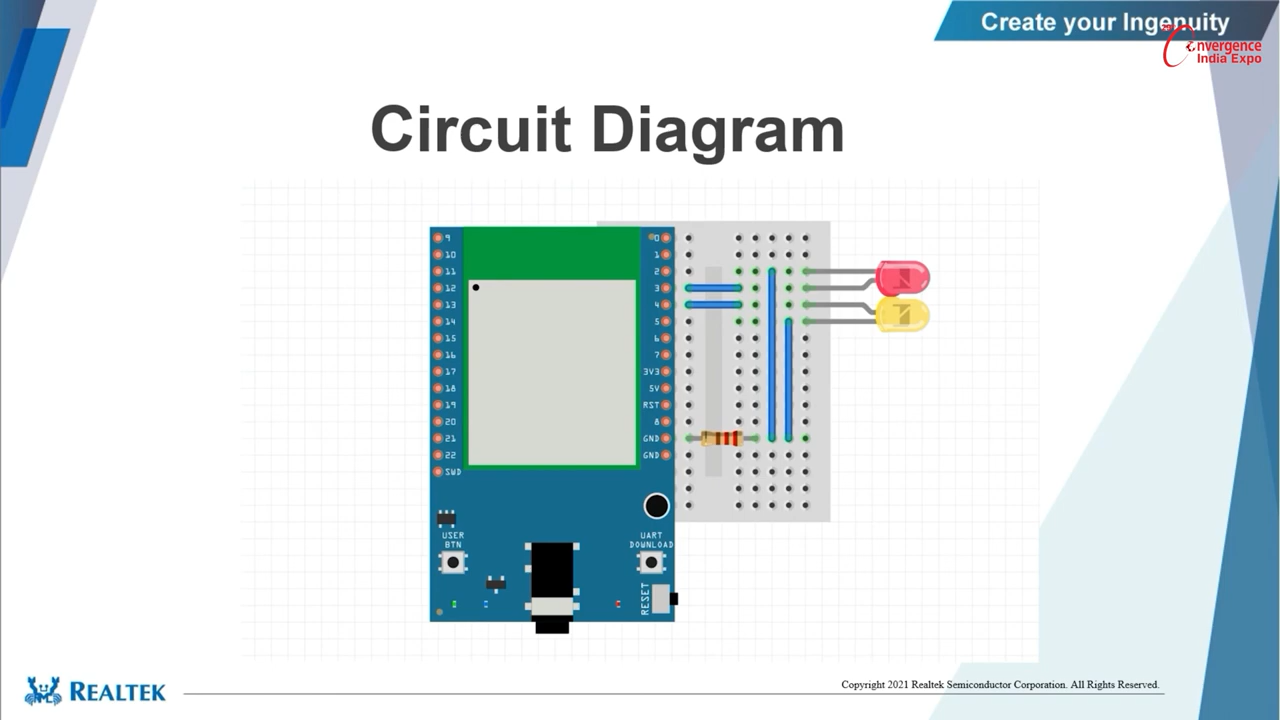 Create your Ingenuity
Convergence
India Expo
Circuit Diagram
9
10
11
12
13
14
15
16
17
18
19
20
21
22
SWD
0
1
2
3
4
5
6
7
3V3
5V
RST
8
GND
GND
USER
BTN
UART
DOWNLOAD
RESET
REALTEK
Copyright 2021 Realtek Semiconductor Corporation. All Rights Reserved.